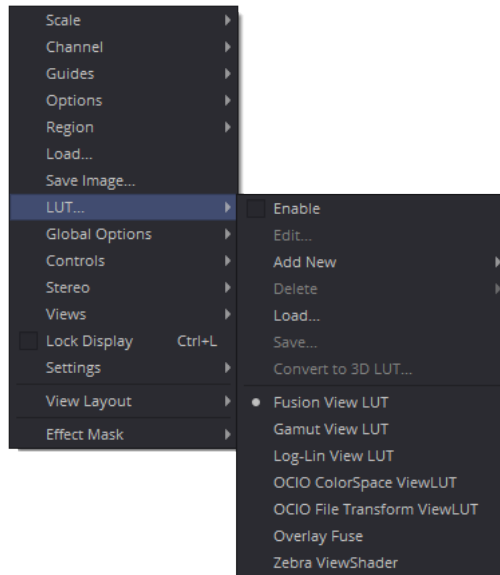 Scale
Channel
Guides
Options
Region
Load...
Save Image...
LUT...
Global Options
Controls
Stereo
Views
Lock Display Ctrl+L
Settings
View Layout
Effect Mask
Enable
Edit...
Add New
Delete
Load...
Save...
Convert to 3D LUT...
Fusion View LUT
Gamut View LUT
Log-Lin View LUT
OCIO ColorSpace ViewLUT
OCIO File Transform ViewLUT
Overlay Fuse
Zebra ViewShader